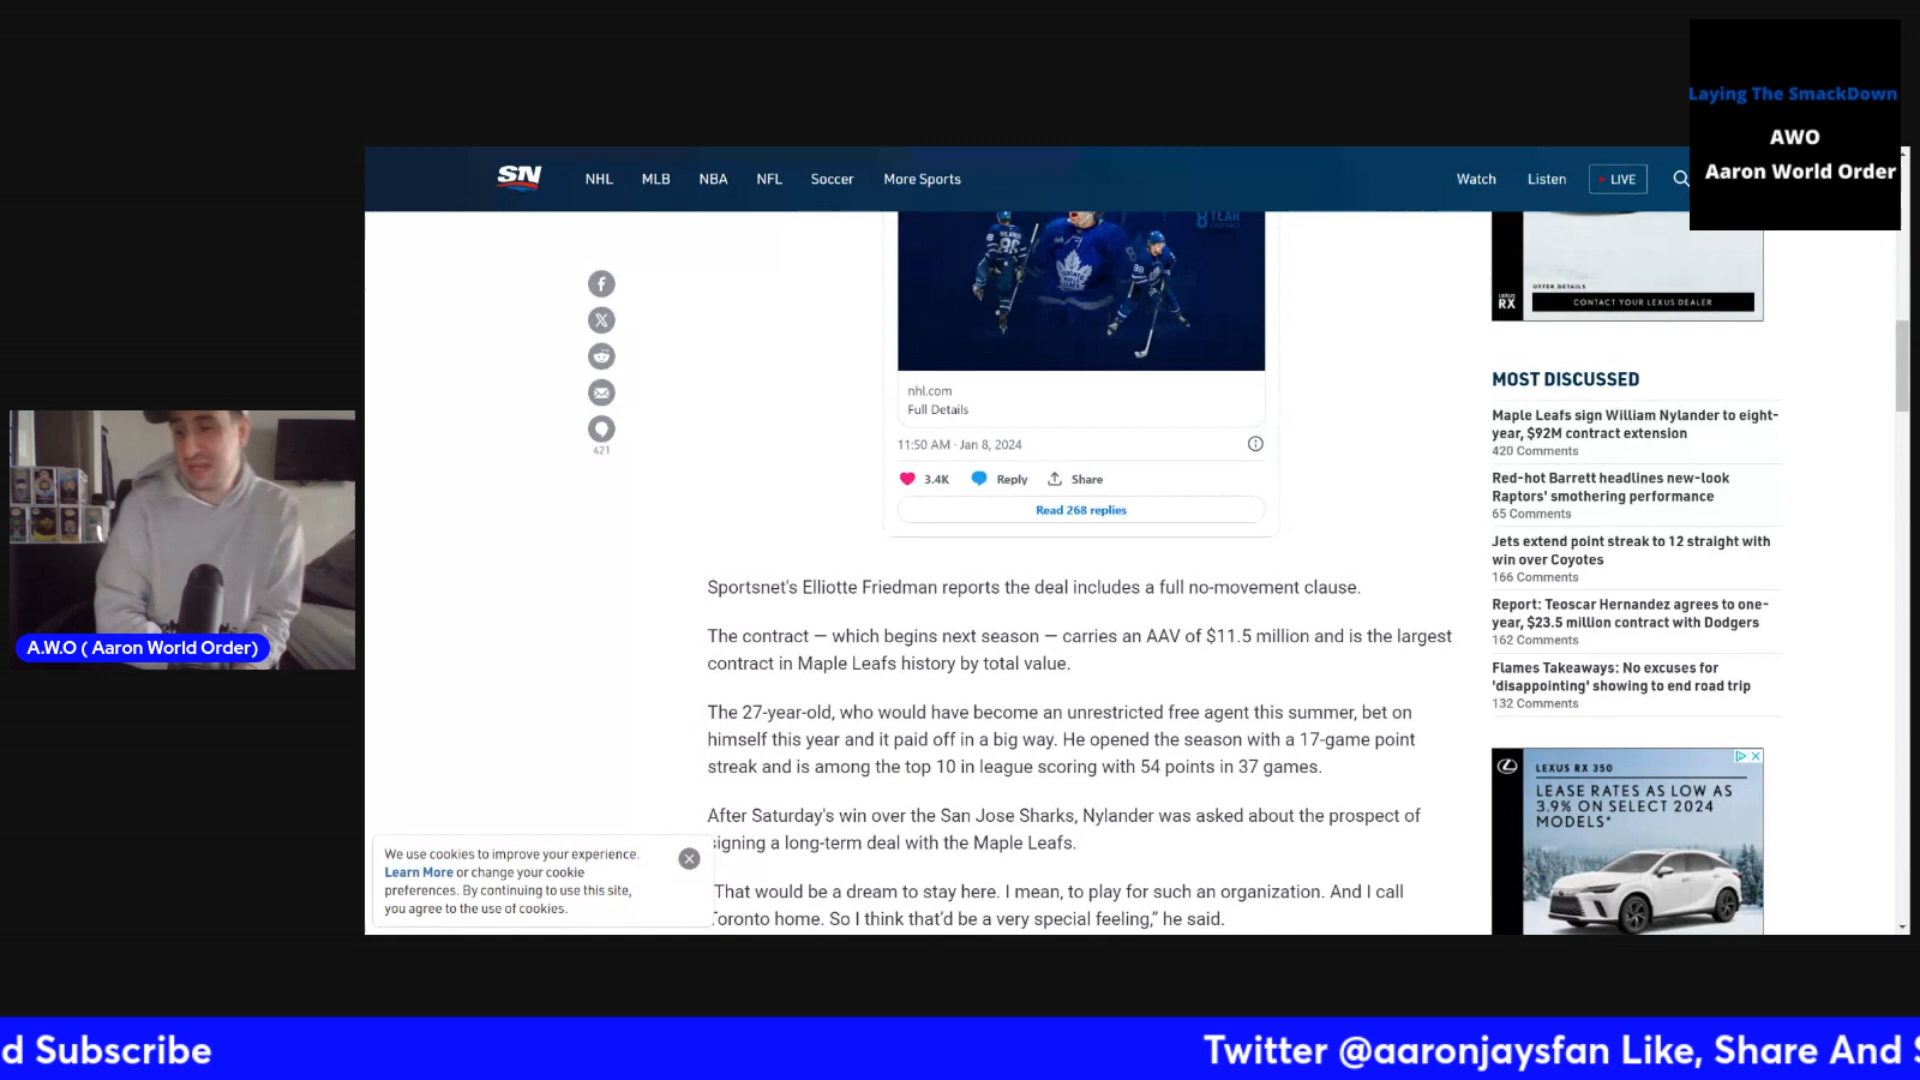 Laying The SmackDown
AWO
Aaron World Order
SN
NHL
MLB
NBA
NFL
Soccer
More Sports
Watch
Listen
LIVE
8 YEAR
88
nhl.com
Full Details
11:50 AM · Jan 8, 2024
3.4K
Reply
Share
Read 268 replies
421
Sportsnet's Elliotte Friedman reports the deal includes a full no-movement clause.
The contract — which begins next season — carries an AAV of $11.5 million and is the largest
contract in Maple Leafs history by total value.
The 27-year-old, who would have become an unrestricted free agent this summer, bet on
himself this year and it paid off in a big way. He opened the season with a 17-game point
streak and is among the top 10 in league scoring with 54 points in 37 games.
After Saturday's win over the San Jose Sharks, Nylander was asked about the prospect of
signing a long-term deal with the Maple Leafs.
That would be a dream to stay here. I mean, to play for such an organization. And I call
Toronto home. So I think that'd be a very special feeling,” he said.
We use cookies to improve your experience.
Learn More or change your cookie
preferences. By continuing to use this site,
you agree to the use of cookies.
OFFER DETAILS
LEXUS
RX
CONTACT YOUR LEXUS DEALER
MOST DISCUSSED
Maple Leafs sign William Nylander to eight-
year, $92M contract extension
420 Comments
Red-hot Barrett headlines new-look
Raptors' smothering performance
65 Comments
Jets extend point streak to 12 straight with
win over Coyotes
166 Comments
Report: Teoscar Hernandez agrees to one-
year, $23.5 million contract with Dodgers
162 Comments
Flames Takeaways: No excuses for
'disappointing' showing to end road trip
132 Comments
LEXUS RX 350
LEASE RATES AS LOW AS
3.9% ON SELECT 2024
MODELS*
A.W.O ( Aaron World Order)
d Subscribe
Twitter @aaronjaysfan Like, Share And S